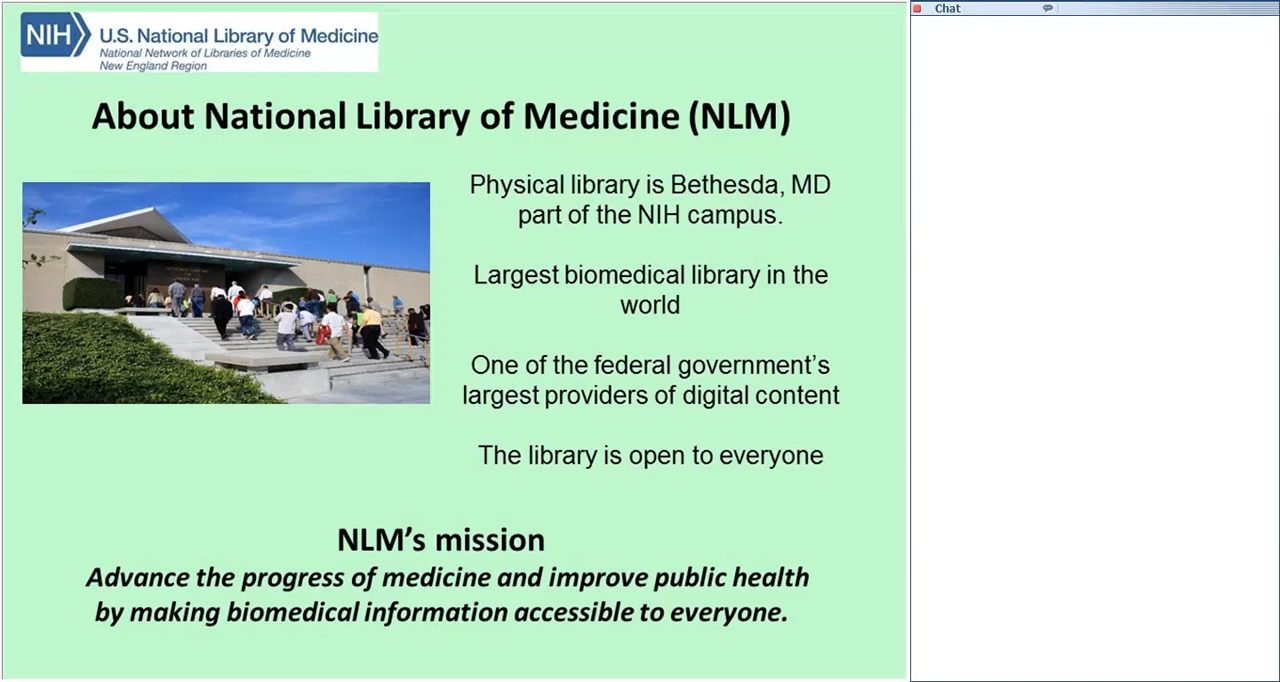 NIH
U.S. National Library of Medicine
National Network of Libraries of Medicine
New England Region
About National Library of Medicine (NLM)
Physical library is Bethesda, MD
part of the NIH campus.
Largest biomedical library in the
world
One of the federal government’s
largest providers of digital content
The library is open to everyone
NLM’s mission
Advance the progress of medicine and improve public health
by making biomedical information accessible to everyone.
Chat